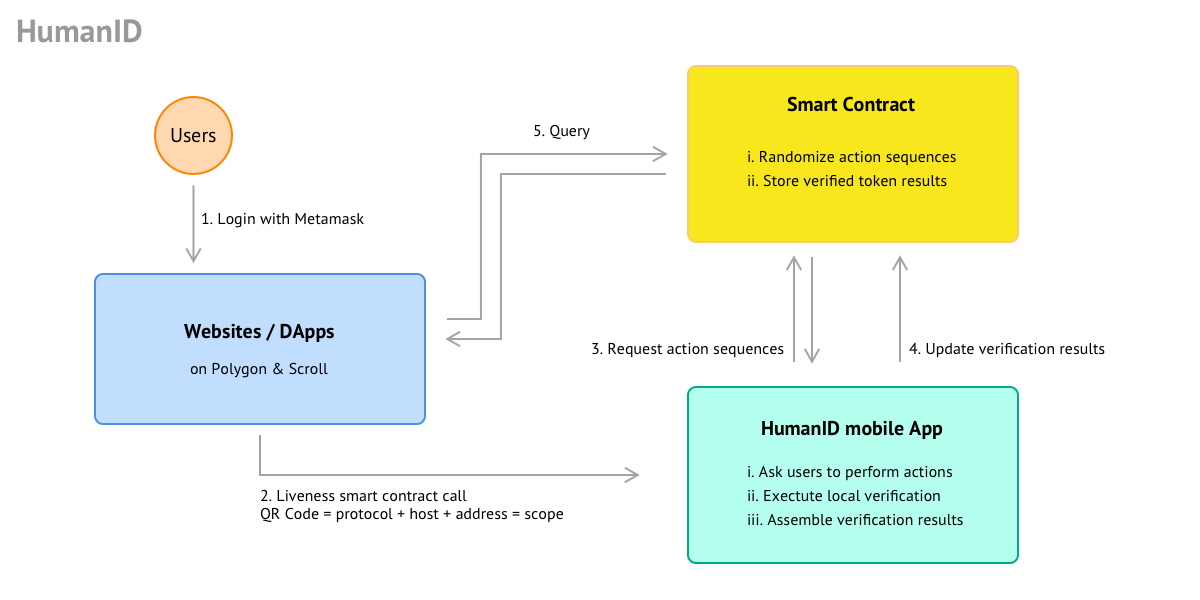 HumanID
Users
1. Login with Metamask
Websites / DApps
on Polygon & Scroll
2. Liveness smart contract call
QR Code = protocol + host + address = scope
5. Query
Smart Contract
i. Randomize action sequences
ii. Store verified token results
3. Request action sequences
4. Update verification results
HumanID mobile App
i. Ask users to perform actions
ii. Exectute local verification
iii. Assemble verification results